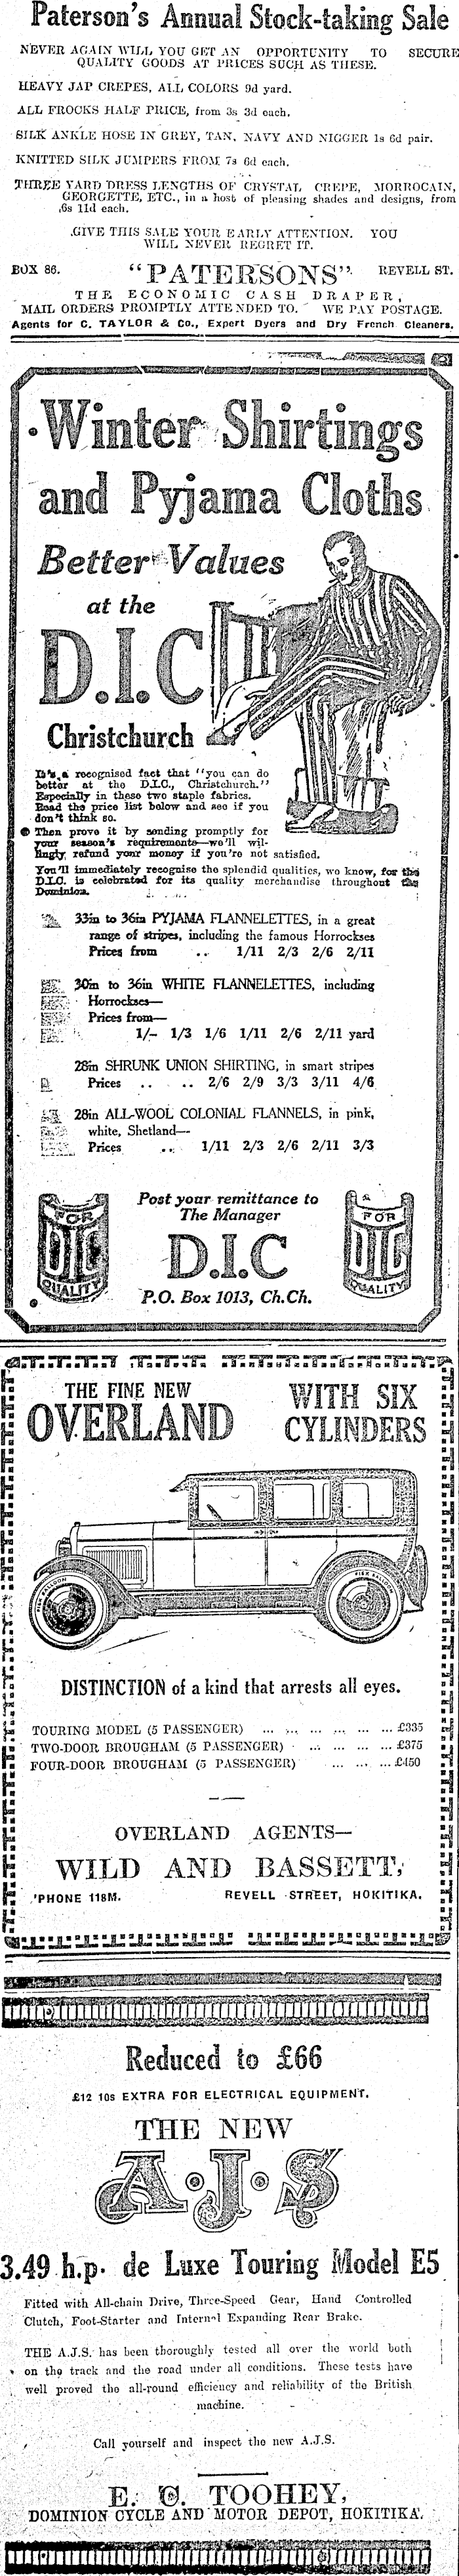 Paterson's Annual Stock-taking Sale
NEVER AGAIN WILL YOU GET AN OPPORTUNITY TO SECURE
QUALITY GOODS AT PRICES SUCH AS THESE.
HEAVY JAP CREPES, ALL COLORS 9d yard.
ALL FROCKS HALF PRICE, from 3s 3d each.
SILK ANKLE HOSE IN GREY, TAN, NAVY AND NIGGER 1s 6d pair.
KNITTED SILK JUMPERS FROM 7s 6d each.
THREE YARD DRESS LENGTHS OF CRYSTAL CREPE, MORROCAIN,
GEORGETTE, ETC., in a host of pleasing shades and designs, from
6s 11d each.
GIVE THIS SALE YOUR EARLY ATTENTION. YOU
WILL NEVER REGRET IT.
BOX 86. "PATERSONS". REVELL ST.
THE ECONOMIC CASH DRAPER,
MAIL ORDERS PROMPTLY ATTENDED TO. WE PAY POSTAGE.
Agents for C. TAYLOR & Co., Expert Dyers and Dry French Cleaners.
Winter Shirtings
and Pyjama Cloths
Better Values
at the
D.I.C
Christchurch
It's a recognised fact that "you can do
better at the D.I.C., Christchurch."
Especially in these two staple fabrics.
Read the price list below and see if you
don't think so.
Then prove it by sending promptly for
your season's requirements—we'll wil-
lingly refund your money if you're not satisfied.
You'll immediately recognise the splendid qualities, we know, for the
D.I.C. is celebrated for its quality merchandise throughout the
Dominion.
33in to 36in PYJAMA FLANNELETTES, in a great
range of stripes, including the famous Horrockses
Prices from .. 1/11 2/3 2/6 2/11
30in to 36in WHITE FLANNELETTES, including
Horrockses—
Prices from—
1/- 1/3 1/6 1/11 2/6 2/11 yard
28in SHRUNK UNION SHIRTING, in smart stripes
Prices .. .. 2/6 2/9 3/3 3/11 4/6
28in ALL-WOOL COLONIAL FLANNELS, in pink,
white, Shetland—
Prices .. 1/11 2/3 2/6 2/11 3/3
Post your remittance to
The Manager
D.I.C
P.O. Box 1013, Ch.Ch.
FOR
DIC
QUALITY
FOR
DIC
QUALITY
THE FINE NEW
OVERLAND
WITH SIX
CYLINDERS
DISTINCTION of a kind that arrests all eyes.
TOURING MODEL (5 PASSENGER) ... ... ... ... ... ... £335
TWO-DOOR BROUGHAM (5 PASSENGER) ... ... ... ... £375
FOUR-DOOR BROUGHAM (5 PASSENGER) ... ... ... £450
OVERLAND AGENTS—
WILD AND BASSETT,
'PHONE 118M. REVELL STREET, HOKITIKA.
Reduced to £66
£12 10s EXTRA FOR ELECTRICAL EQUIPMENT.
THE NEW
A.J.S
3.49 h.p. de Luxe Touring Model E5
Fitted with All-chain Drive, Three-Speed Gear, Hand Controlled
Clutch, Foot-Starter and Internal Expanding Rear Brake.
THE A.J.S. has been thoroughly tested all over the world both
on the track and the road under all conditions. These tests have
well proved the all-round efficiency and reliability of the British
machine.
Call yourself and inspect the new A.J.S.
E. C. TOOHEY,
DOMINION CYCLE AND MOTOR DEPOT, HOKITIKA.